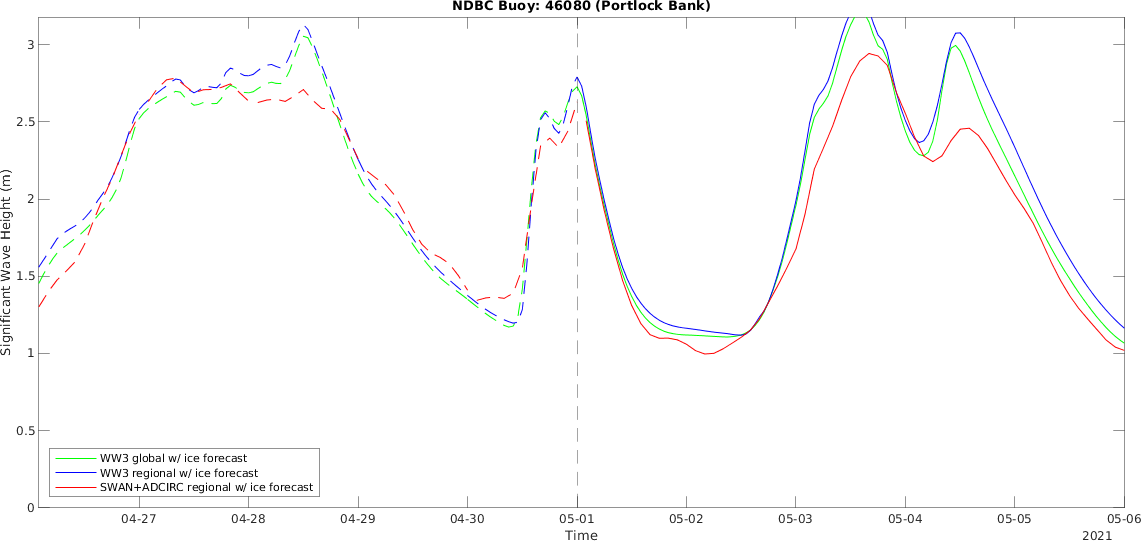 NDBC Buoy: 46080 (Portlock Bank)
3
2.5
2
1.5
1
0.5
0
Significant Wave Height (m)
WW3 global w/ ice forecast
WW3 regional w/ ice forecast
SWAN+ADCIRC regional w/ ice forecast
04-27 04-28 04-29 04-30 05-01 05-02 05-03 05-04 05-05 05-06
Time
2021